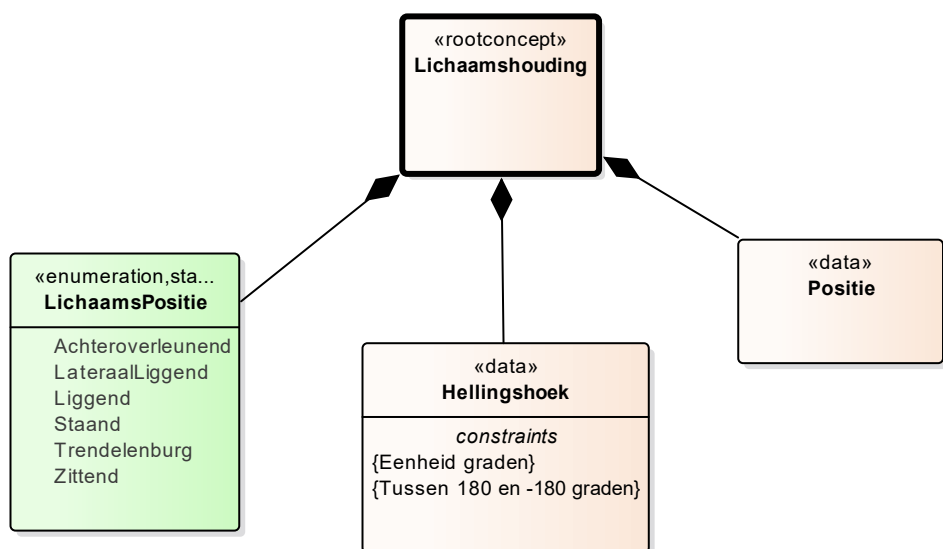 «rootconcept»
Lichaamshouding
«enumeration,sta...
LichaamsPositie
Achteroverleunend
LateraalLiggend
Liggend
Staand
Trendelenburg
Zittend
«data»
Hellingshoek
constraints
{Eenheid graden}
{Tussen 180 en -180 graden}
«data»
Positie